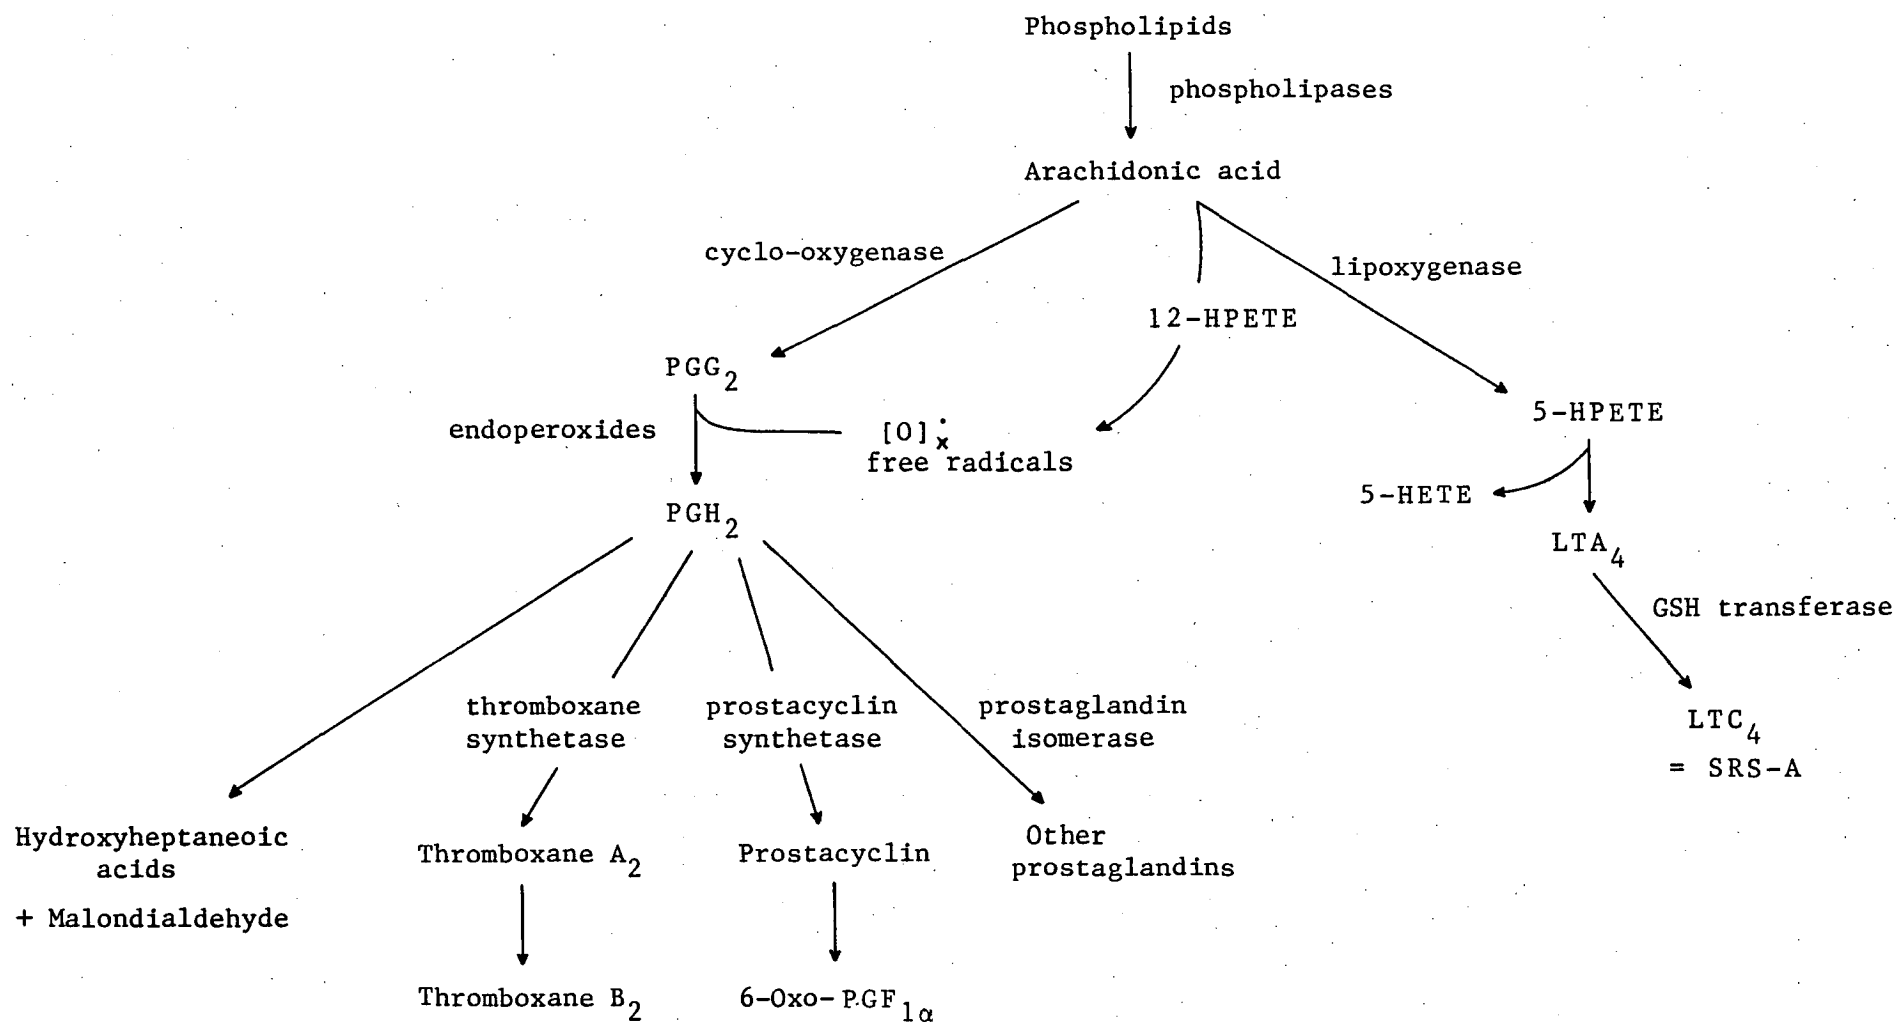 Phospholipids
phospholipases
Arachidonic acid
cyclo-oxygenase
lipoxygenase
12-HPETE
PGG₂
endoperoxides
[O]ₓ˙
free radicals
5-HPETE
5-HETE
PGH₂
LTA₄
GSH transferase
thromboxane
synthetase
prostacyclin
synthetase
prostaglandin
isomerase
LTC₄
= SRS-A
Hydroxyheptaneoic
acids
+ Malondialdehyde
Thromboxane A₂
Prostacyclin
Other
prostaglandins
Thromboxane B₂
6-Oxo-PGF₁α